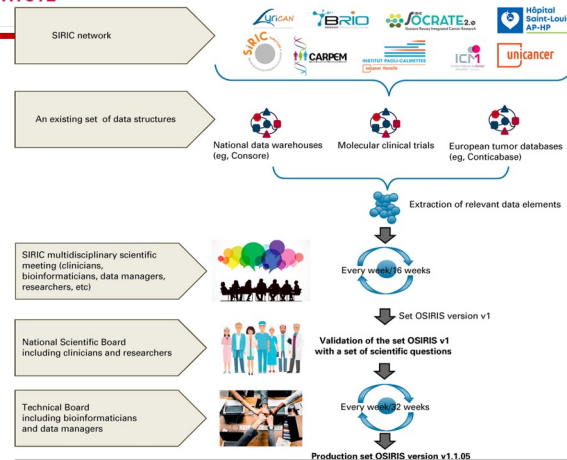 SIRIC network
LYriCAN
BRIO
SOCRATE 2.0
Hôpital
Saint-Loui
AP-HP
SiRIC
CARPEM
INSTITUT PAOLI-CALMETTES
unicancer Marseille
ICM
unicancer
An existing set of data structures
National data warehouses
(eg, Consore)
Molecular clinical trials
European tumor databases
(eg, Conticabase)
Extraction of relevant data elements
SIRIC multidisciplinary scientific
meeting (clinicians,
bioinformaticians, data managers,
researchers, etc)
Every week/16 weeks
Set OSIRIS version v1
National Scientific Board
including clinicians and researchers
Validation of the set OSIRIS v1
with a set of scientific questions
Technical Board
including bioinformaticians
and data managers
Every week/32 weeks
Production set OSIRIS version v1.1.05